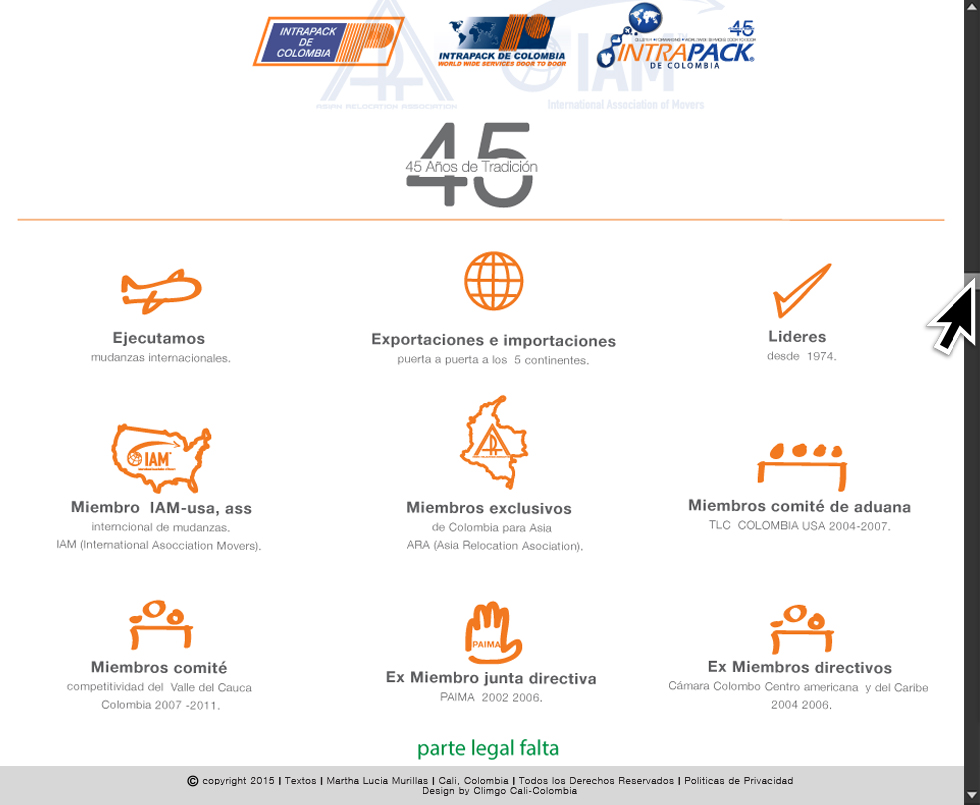 INTRAPACK
DE
COLOMBIA
INTRAPACK DE COLOMBIA
WORLD WIDE SERVICES DOOR TO DOOR
45
INTRAPACK®
DE COLOMBIA
ASIAN RELOCATION ASSOCIATION
IAM
International Association of Movers
45
45 Años de Tradición
Ejecutamos
mudanzas internacionales.
Exportaciones e importaciones
puerta a puerta a los 5 continentes.
Lideres
desde 1974.
IAM
Miembro IAM-usa, ass
interncional de mudanzas.
IAM (International Asocciation Movers).
Miembros exclusivos
de Colombia para Asia
ARA (Asia Relocation Asociation).
Miembros comité de aduana
TLC COLOMBIA USA 2004-2007.
Miembros comité
competitividad del Valle del Cauca
Colombia 2007 -2011.
PAIMA
Ex Miembro junta directiva
PAIMA 2002 2006.
Ex Miembros directivos
Cámara Colombo Centro americana y del Caribe
2004 2006.
parte legal falta
© copyright 2015 | Textos | Martha Lucia Murillas | Cali, Colombia | Todos los Derechos Reservados | Politicas de Privacidad
Design by Climgo Cali-Colombia